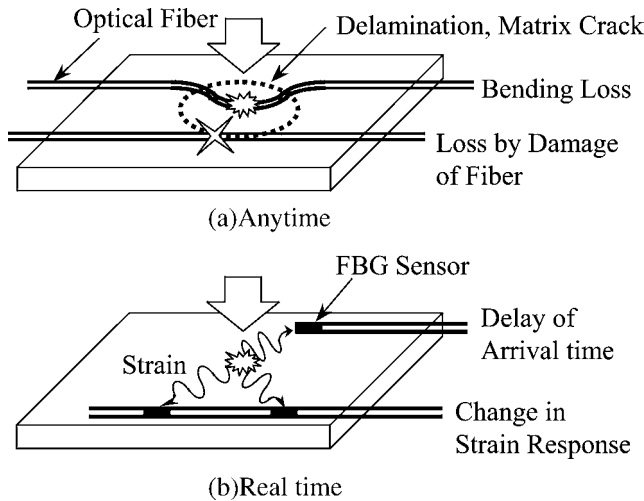 Optical Fiber
Delamination, Matrix Crack
Bending Loss
Loss by Damage
of Fiber
(a)Anytime
FBG Sensor
Delay of
Arrival time
Strain
Change in
Strain Response
(b)Real time